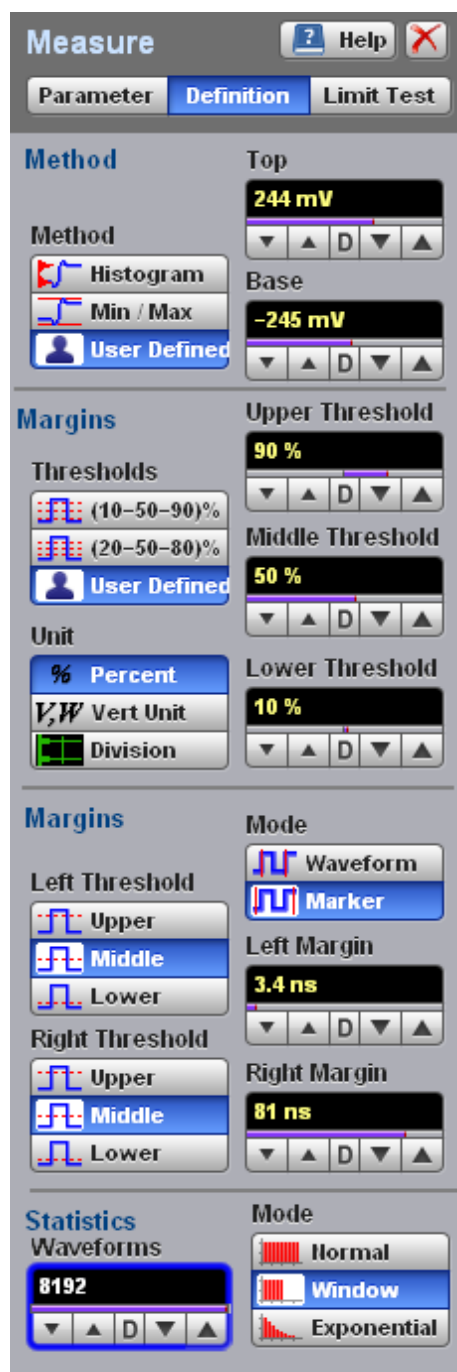 Measure
? Help
Parameter Definition Limit Test
Method
Method
Histogram
Min / Max
User Defined
Top
244 mV
D
Base
−245 mV
D
Margins
Thresholds
(10−50−90)%
(20−50−80)%
User Defined
Unit
% Percent
V,W Vert Unit
Division
Upper Threshold
90 %
D
Middle Threshold
50 %
D
Lower Threshold
10 %
D
Margins
Left Threshold
Upper
Middle
Lower
Right Threshold
Upper
Middle
Lower
Mode
Waveform
Marker
Left Margin
3.4 ns
D
Right Margin
81 ns
D
Statistics
Waveforms
8192
D
Mode
Normal
Window
Exponential